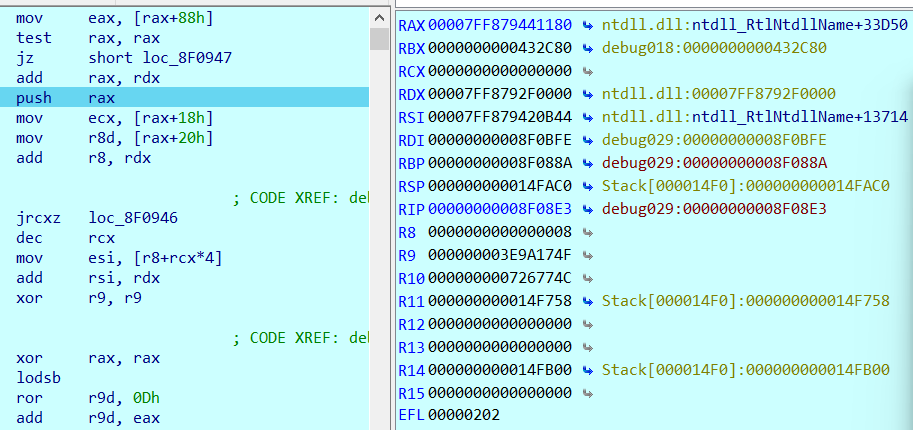 mov eax, [rax+88h]
test rax, rax
jz short loc_8F0947
add rax, rdx
push rax
mov ecx, [rax+18h]
mov r8d, [rax+20h]
add r8, rdx
; CODE XREF: de
jrcxz loc_8F0946
dec rcx
mov esi, [r8+rcx*4]
add rsi, rdx
xor r9, r9
; CODE XREF: de
xor rax, rax
lodsb
ror r9d, 0Dh
add r9d, eax
RAX 00007FF879441180 ntdll.dll:ntdll_RtlNtdllName+33D50
RBX 0000000000432C80 debug018:0000000000432C80
RCX 0000000000000000
RDX 00007FF8792F0000 ntdll.dll:00007FF8792F0000
RSI 00007FF879420B44 ntdll.dll:ntdll_RtlNtdllName+13714
RDI 00000000008F0BFE debug029:00000000008F0BFE
RBP 00000000008F088A debug029:00000000008F088A
RSP 000000000014FAC0 Stack[000014F0]:000000000014FAC0
RIP 00000000008F08E3 debug029:00000000008F08E3
R8 0000000000000008
R9 000000003E9A174F
R10 000000000726774C
R11 000000000014F758 Stack[000014F0]:000000000014F758
R12 0000000000000000
R13 0000000000000000
R14 000000000014FB00 Stack[000014F0]:000000000014FB00
R15 0000000000000000
EFL 00000202